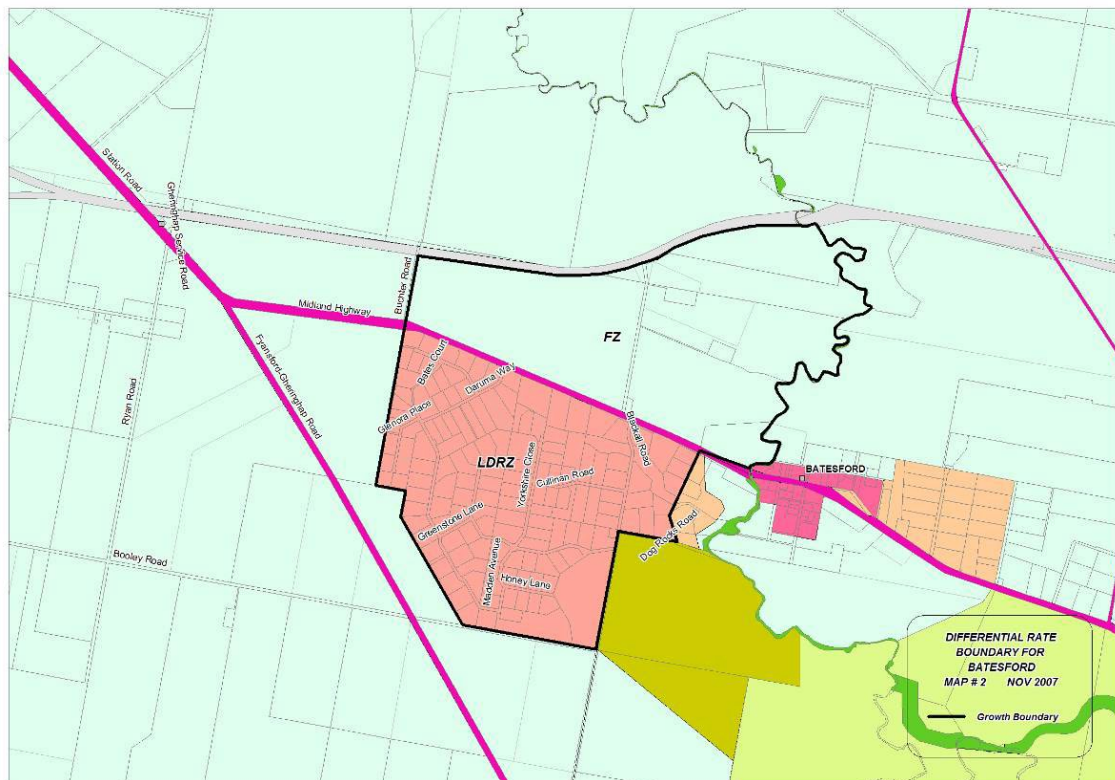 Station Road
Gheringhap Service Road
Buchter Road
Midland Highway
FZ
Fyansford-Gheringhap Road
Bates Court
Daruma Way
Ryan Road
Glenora Place
Blackall Road
LDRZ
Yorkshire Close
Cullinan Road
BATESFORD
Greenstone Lane
Dog Rocks Road
Booley Road
Madden Avenue
Honey Lane
DIFFERENTIAL RATE
BOUNDARY FOR
BATESFORD
MAP # 2 NOV 2007
Growth Boundary